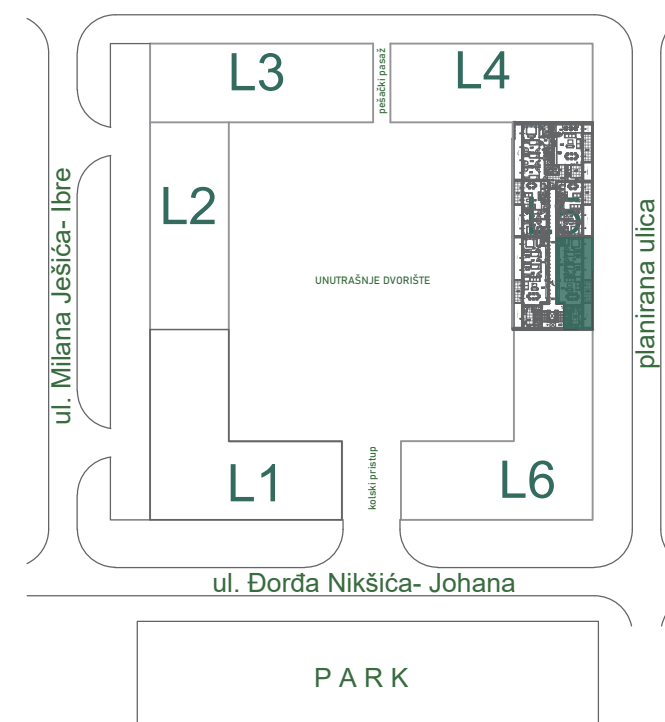 L3
pešački pasaž
L4
L2
ul. Milana Ješića- Ibre
UNUTRAŠNJE DVORIŠTE
L5
planirana ulica
L1
kolski pristup
L6
ul. Đorđa Nikšića- Johana
PARK